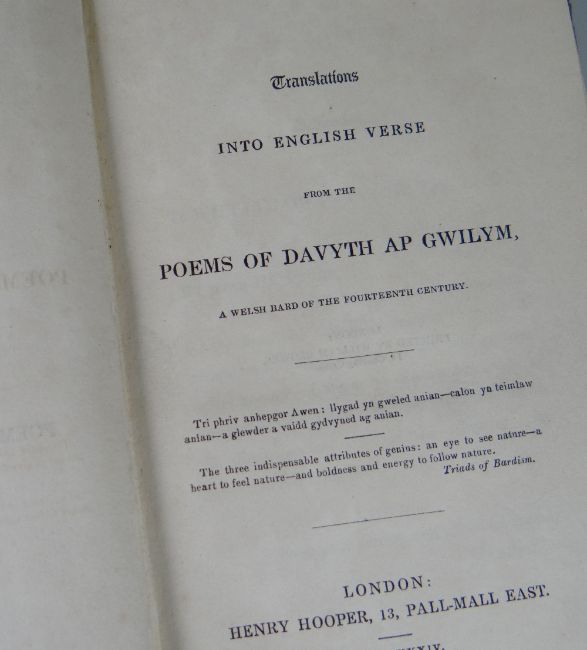 Translations
INTO ENGLISH VERSE
FROM THE
POEMS OF DAVYTH AP GWILYM,
A WELSH BARD OF THE FOURTEENTH CENTURY.
Tri phriv anhepgor Awen: llygad yn gweled anian—calon yn teimlaw
anian—a glewder a vaidd gydvyned ag anian.
The three indispensable attributes of genius: an eye to see nature—a
heart to feel nature—and boldness and energy to follow nature.
Triads of Bardism.
LONDON:
HENRY HOOPER, 13, PALL-MALL EAST.